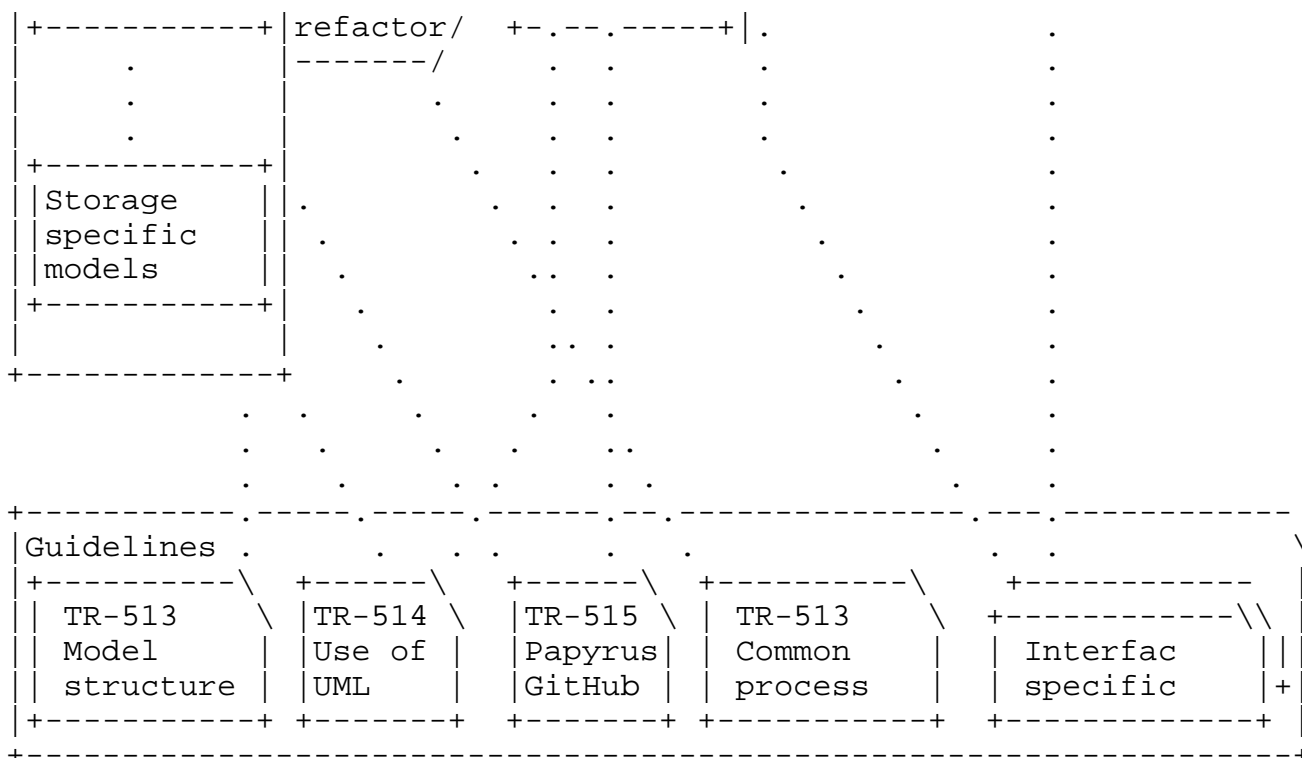 refactor/
Storage
specific
models
Guidelines
TR-513 TR-514 TR-515 TR-513
Model Use of Papyrus Common Interfac
structure UML GitHub process specific